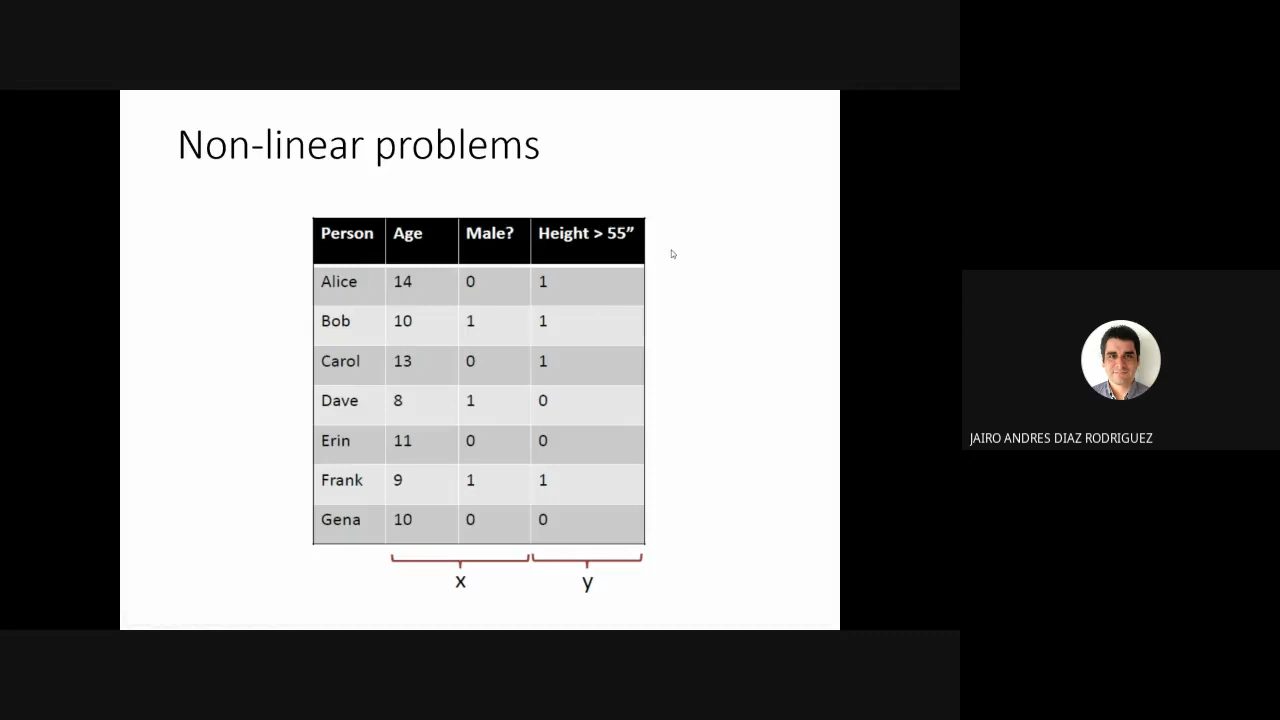 Non-linear problems
Person Age Male? Height > 55”
Alice 14 0 1
Bob 10 1 1
Carol 13 0 1
Dave 8 1 0
Erin 11 0 0
Frank 9 1 1
Gena 10 0 0
x y
JAIRO ANDRES DIAZ RODRIGUEZ